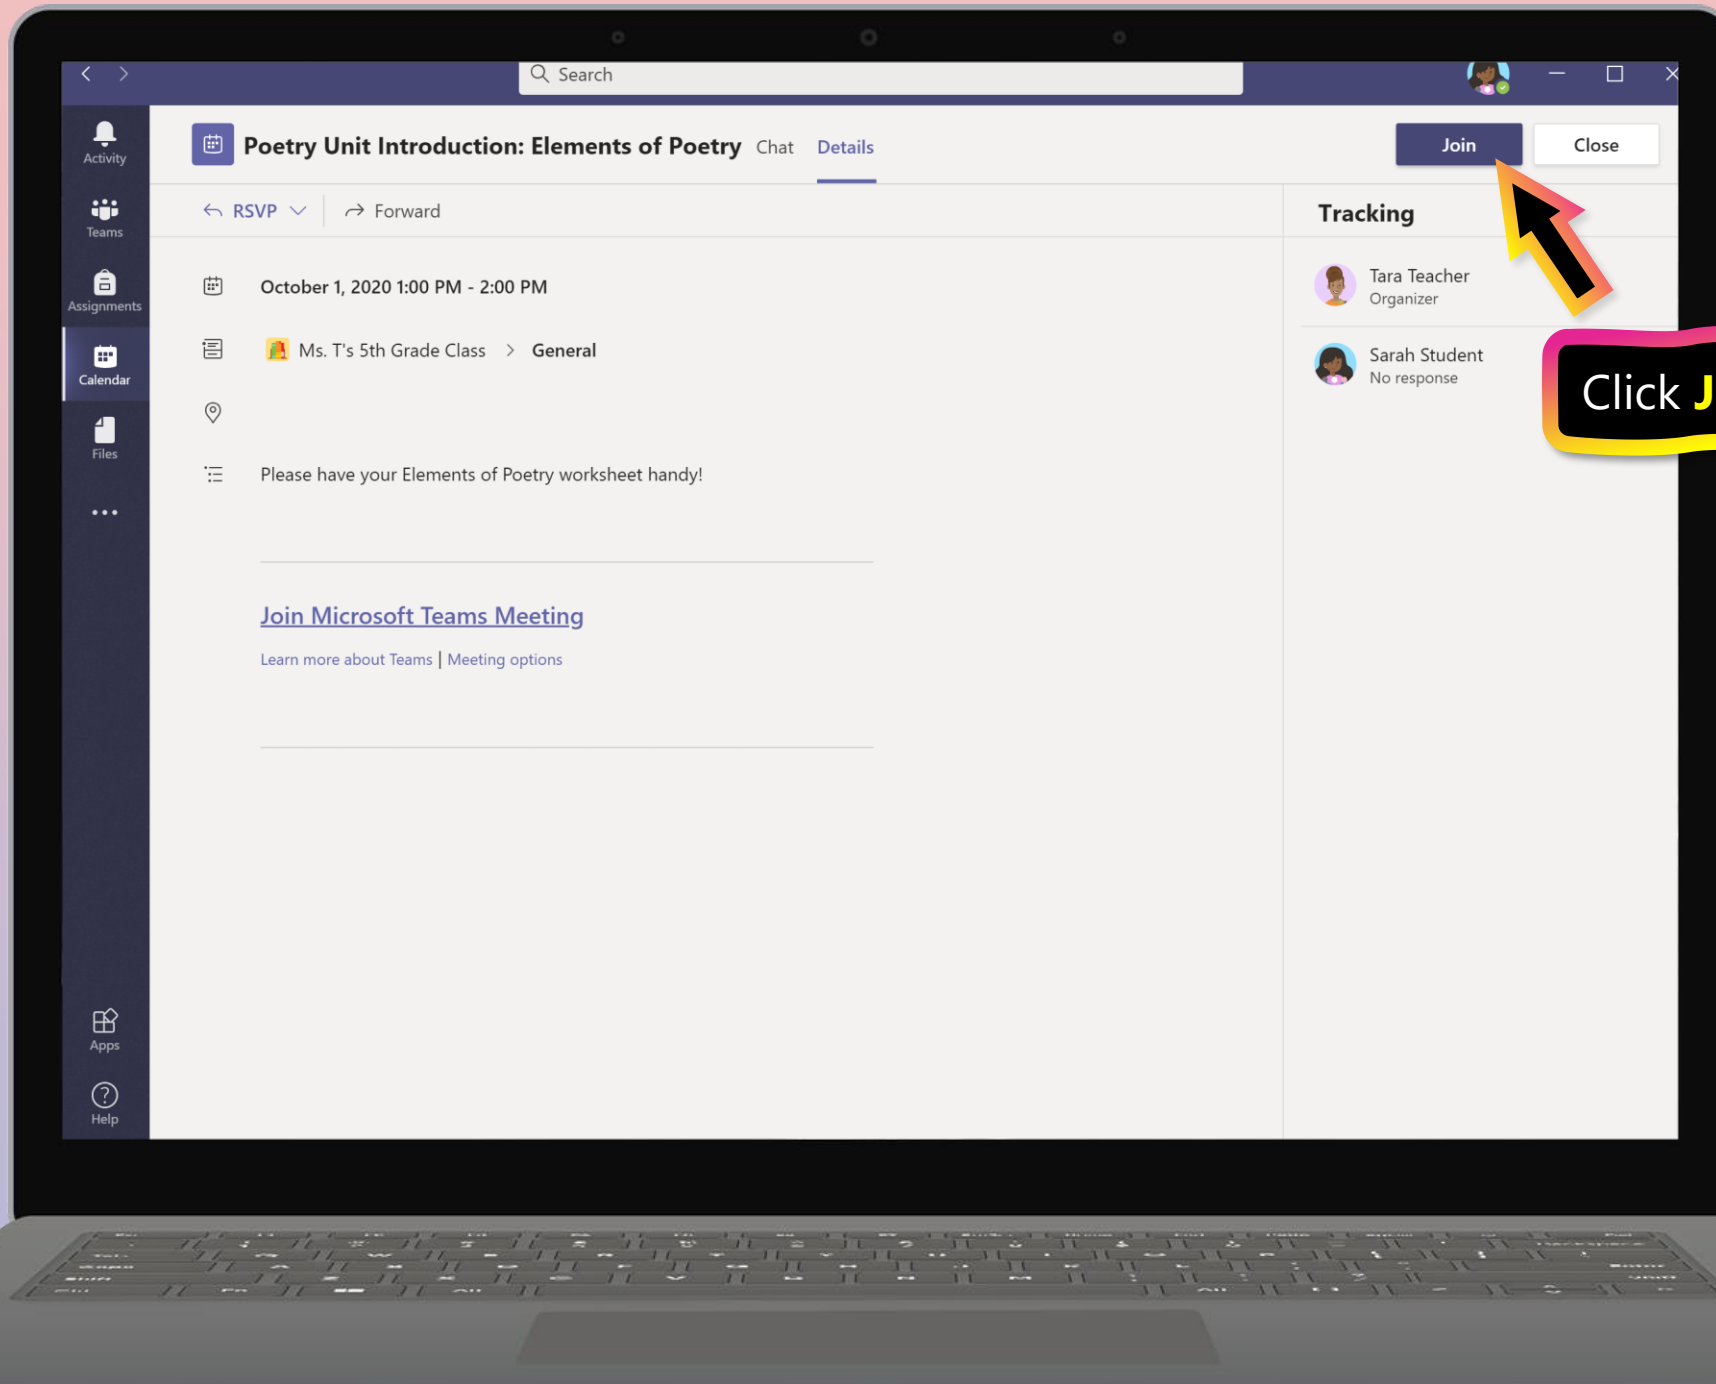 Search
Activity
Poetry Unit Introduction: Elements of Poetry Chat Details
Join
Close
Teams
RSVP
Forward
Tracking
Assignments
October 1, 2020 1:00 PM - 2:00 PM
Tara Teacher
Organizer
Calendar
Ms. T's 5th Grade Class > General
Sarah Student
No response
Click J
Files
Please have your Elements of Poetry worksheet handy!
Join Microsoft Teams Meeting
Learn more about Teams | Meeting options
Apps
Help